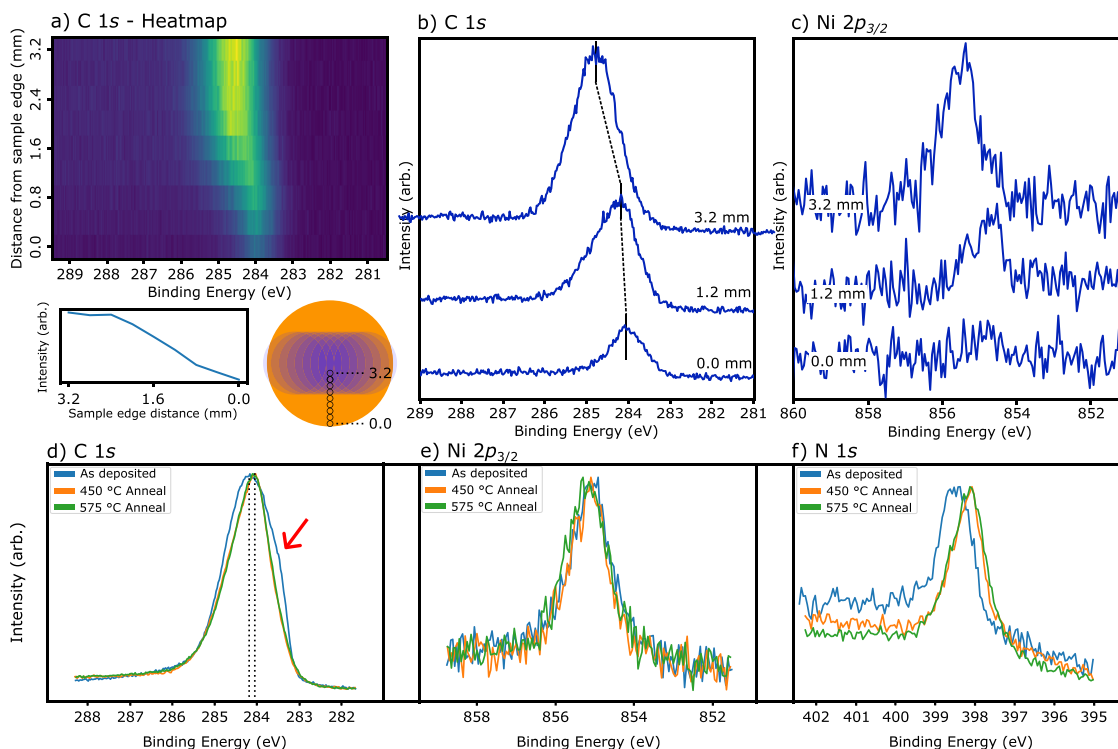 a) C 1s - Heatmap
Distance from sample edge (mm)
3.2
2.4
1.6
0.8
0.0
289 288 287 286 285 284 283 282 281
Binding Energy (eV)
Intensity (arb.)
3.2 1.6 0.0
Sample edge distance (mm)
3.2
0.0
b) C 1s
Intensity (arb.)
3.2 mm
1.2 mm
0.0 mm
289 288 287 286 285 284 283 282 281
Binding Energy (eV)
c) Ni 2p3/2
Intensity (arb.)
3.2 mm
1.2 mm
0.0 mm
860 858 856 854 852
Binding Energy (eV)
d) C 1s
As deposited
450 °C Anneal
575 °C Anneal
Intensity (arb.)
288 287 286 285 284 283 282
Binding Energy (eV)
e) Ni 2p3/2
As deposited
450 °C Anneal
575 °C Anneal
858 856 854 852
Binding Energy (eV)
f) N 1s
As deposited
450 °C Anneal
575 °C Anneal
402 401 400 399 398 397 396 395
Binding Energy (eV)